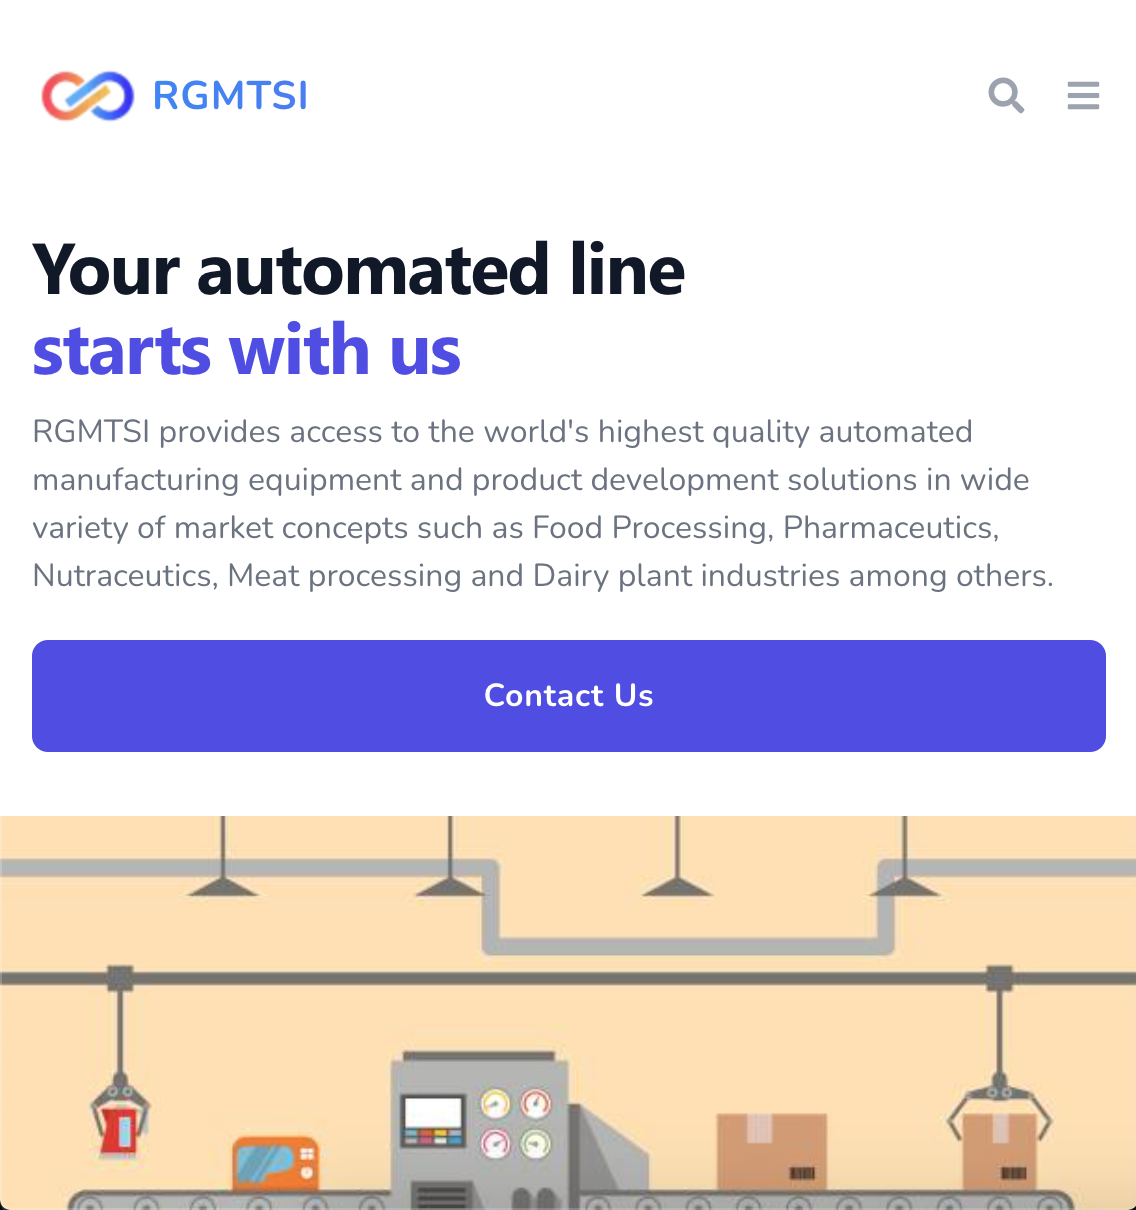 RGMTSI
Your automated line
starts with us
RGMTSI provides access to the world's highest quality automated
manufacturing equipment and product development solutions in wide
variety of market concepts such as Food Processing, Pharmaceutics,
Nutraceutics, Meat processing and Dairy plant industries among others.
Contact Us